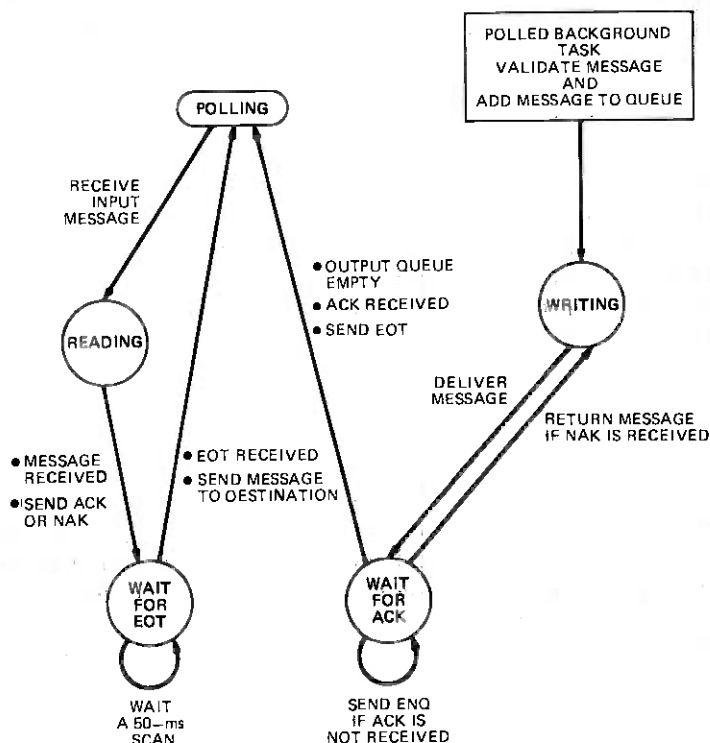 POLLED BACKGROUND
TASK
VALIDATE MESSAGE
AND
ADD MESSAGE TO QUEUE
POLLING
RECEIVE
INPUT
MESSAGE
• OUTPUT QUEUE
EMPTY
• ACK RECEIVED
• SEND EOT
READING
WRITING
DELIVER
MESSAGE
RETURN MESSAGE
IF NAK IS RECEIVED
• MESSAGE
RECEIVED
• SEND ACK
OR NAK
• EOT RECEIVED
• SEND MESSAGE
TO DESTINATION
WAIT
FOR
EOT
WAIT
FOR
ACK
WAIT
A 50-ms
SCAN
SEND ENQ
IF ACK IS
NOT RECEIVED